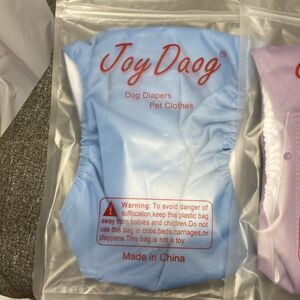 Joy Daog®
Dog Diapers
Pet Clothes
Warning: To avoid danger of
suffocation,keep this plastic bag
away from babies and children.Do not
use this bag in cribs,beds,carriages,or
playpens.This bag is not a toy
Made in China